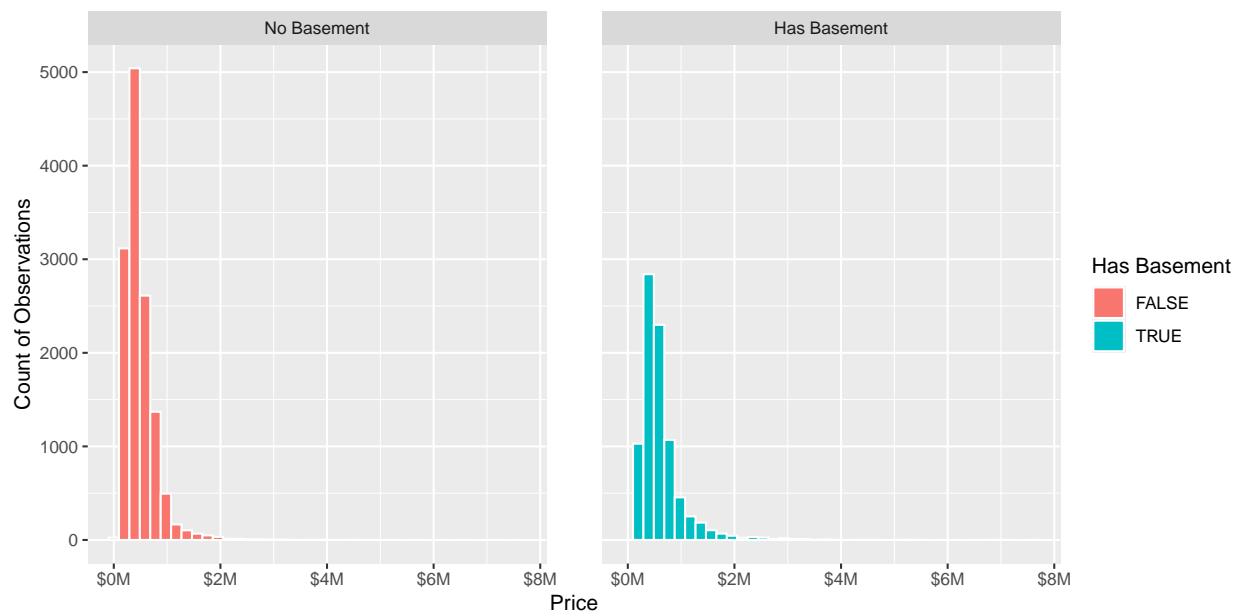 No Basement
Has Basement
5000
4000
3000
2000
1000
0
Count of Observations
$0M $2M $4M $6M $8M
$0M $2M $4M $6M $8M
Price
Has Basement
FALSE
TRUE